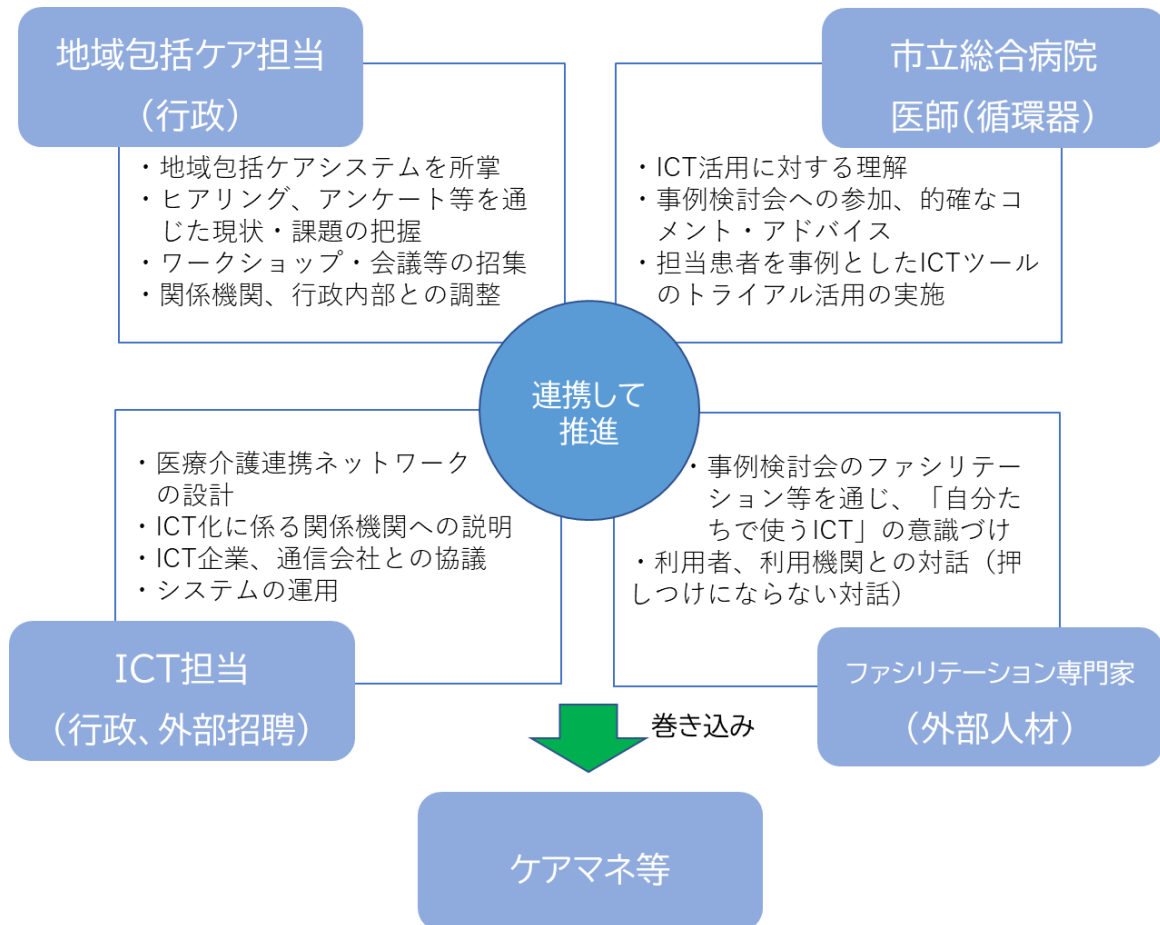 地域包括ケア担当
（行政）
・地域包括ケアシステムを所掌
・ヒアリング、アンケート等を通
じた現状・課題の把握
・ワークショップ・会議等の招集
・関係機関、行政内部との調整
市立総合病院
医師（循環器）
・ICT活用に対する理解
・事例検討会への参加、的確なコ
メント・アドバイス
・担当患者を事例としたICTツール
のトライアル活用の実施
連携して
推進
・医療介護連携ネットワーク
の設計
・ICT化に係る関係機関への説明
・ICT企業、通信会社との協議
・システムの運用
ICT担当
（行政、外部招聘）
・事例検討会のファシリテー
ション等を通じ、「自分た
ちで使うICT」の意識づけ
・利用者、利用機関との対話（押
しつけにならない対話）
ファシリテーション専門家
（外部人材）
巻き込み
ケアマネ等